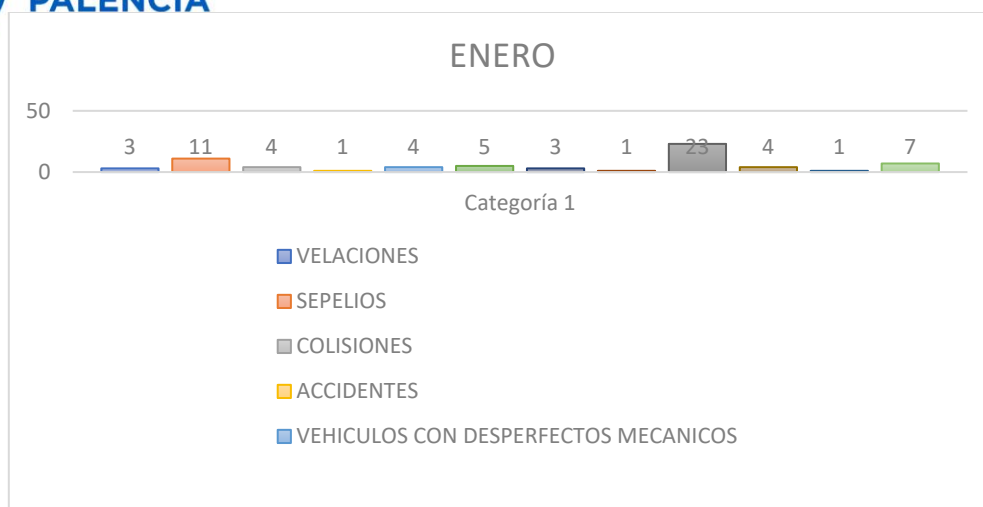 PALENCIA
ENERO
50
3 11 4 1 4 5 3 1 23 4 1 7
0
Categoría 1
VELACIONES
SEPELIOS
COLISIONES
ACCIDENTES
VEHICULOS CON DESPERFECTOS MECANICOS